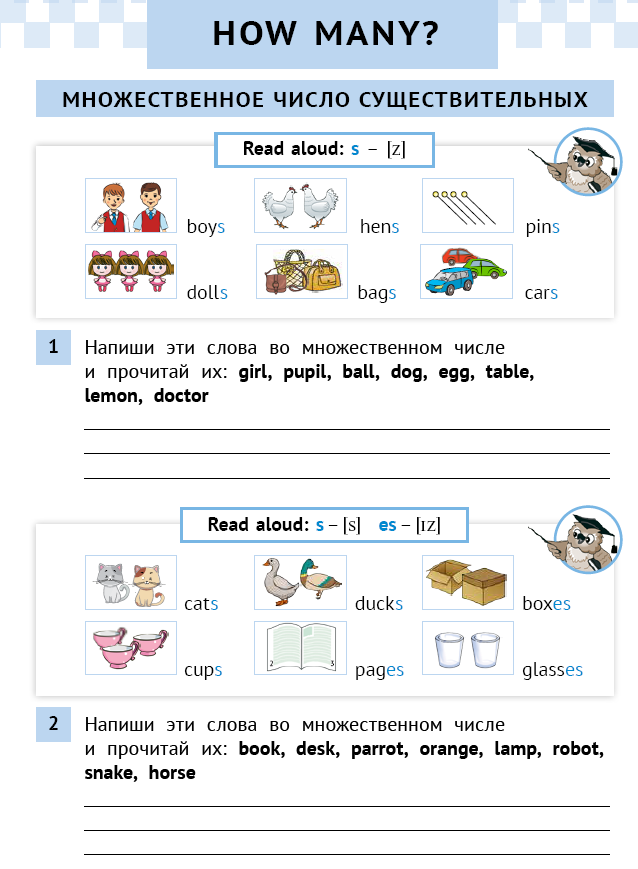 HOW MANY?
МНОЖЕСТВЕННОЕ ЧИСЛО СУЩЕСТВИТЕЛЬНЫХ
Read aloud: s – [z]
boys hens pins
dolls bags cars
1 Напиши эти слова во множественном числе
и прочитай их: girl, pupil, ball, dog, egg, table,
lemon, doctor
Read aloud: s – [s] es – [ɪz]
cats ducks boxes
2 3
cups pages glasses
2 Напиши эти слова во множественном числе
и прочитай их: book, desk, parrot, orange, lamp, robot,
snake, horse